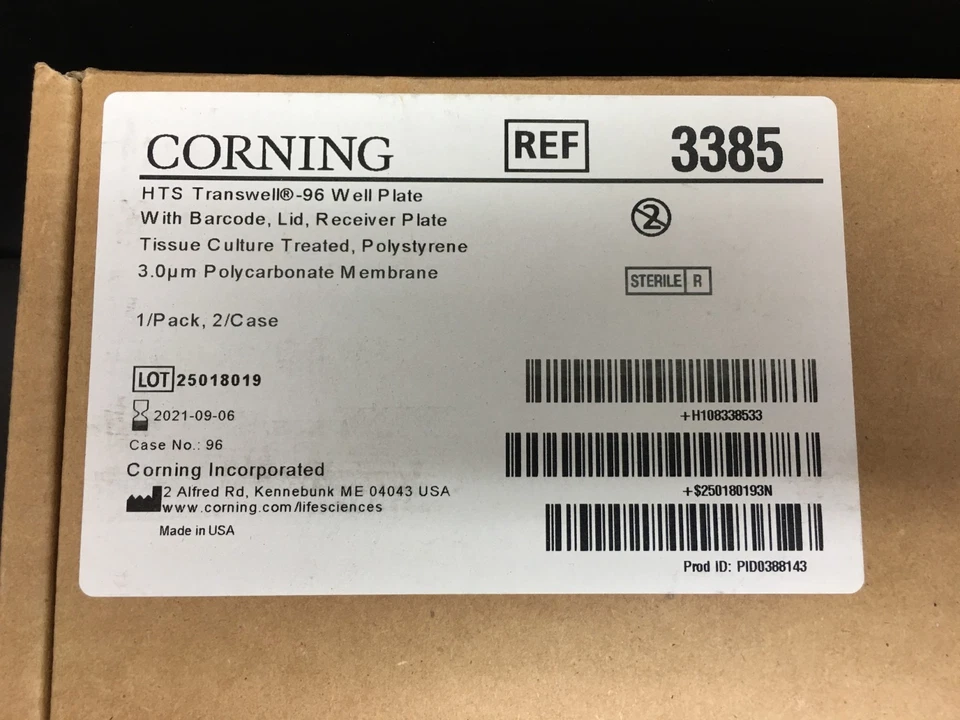 CORNING REF 3385
HTS Transwell®-96 Well Plate
With Barcode, Lid, Receiver Plate
2
Tissue Culture Treated, Polystyrene
3.0µm Polycarbonate Membrane
STERILE R
1/Pack, 2/Case
LOT 25018019
2021-09-06
+H108338533
Case No.: 96
Corning Incorporated
2 Alfred Rd, Kennebunk ME 04043 USA
+$250180193N
www.corning.com/lifesciences
Made in USA
Prod ID: PID0388143